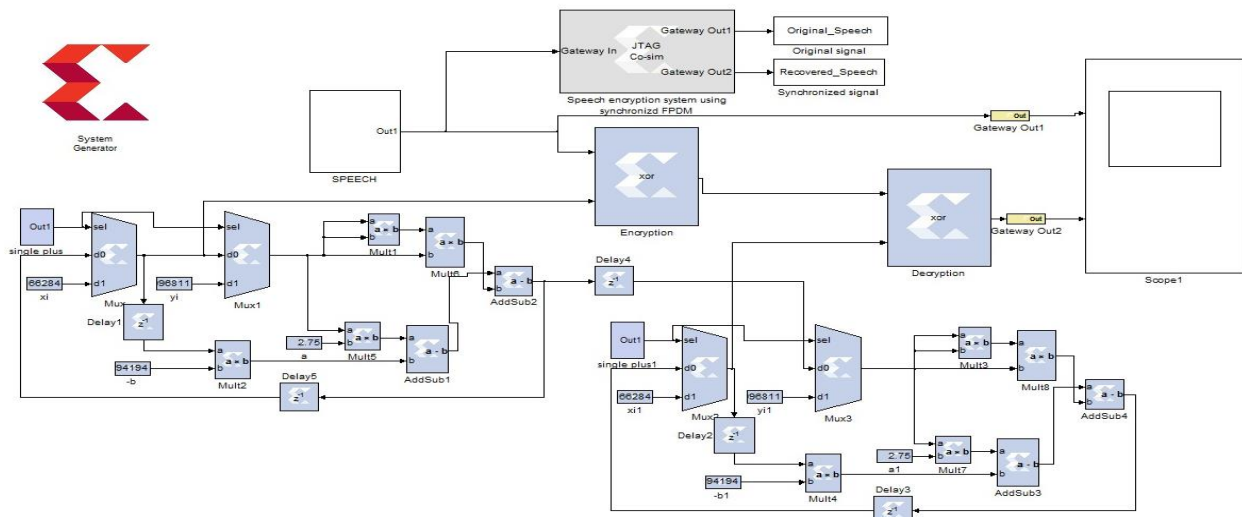 System
Generator
SPEECH
Out1
Gateway In
JTAG
Co-sim
Gateway Out1
Gateway Out2
Speech encryption system using
synchronizd FPDM
Original_Speech
Original signal
Recovered_Speech
Synchronized signal
Out
Gateway Out1
Scope1
xor
Encryption
xor
Decryption
Out
Gateway Out2
Out1
single plus
sel
d0
d1
Mux
66284
xi
96811
yi
sel
d0
d1
Mux1
z-1
Delay1
94194
-b
a
b
a × b
Mult2
a
b
a × b
Mult1
a
b
a × b
Mult6
2.75
a
a
b
a × b
Mult5
a
b
a - b
AddSub1
a
b
a - b
AddSub2
z-1
Delay5
Delay4
z-1
Out1
single plus1
sel
d0
d1
Mux2
66284
xi1
96811
yi1
sel
d0
d1
Mux3
z-1
Delay2
94194
-b1
a
b
a × b
Mult4
a
b
a × b
Mult3
a
b
a × b
Mult8
2.75
a1
a
b
a × b
Mult7
a
b
a - b
AddSub3
a
b
a - b
AddSub4
Delay3
z-1